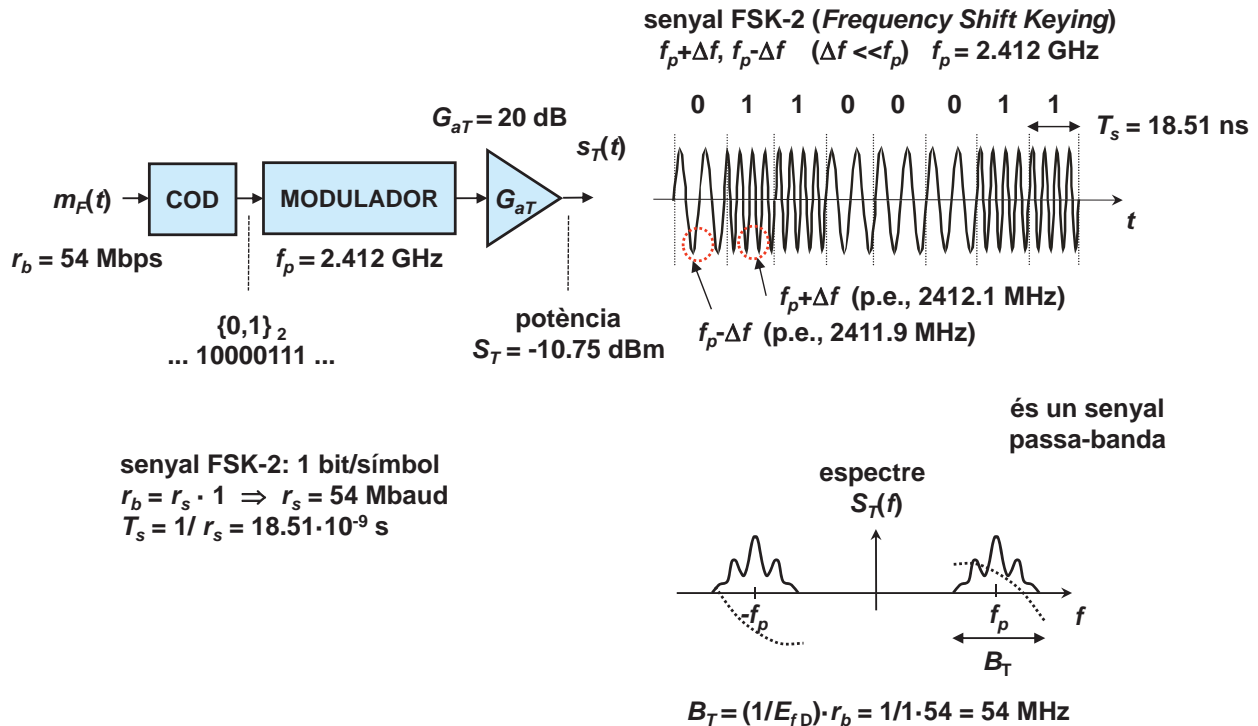 senyal FSK-2 (Frequency Shift Keying)
fp+Δf, fp-Δf (Δf <<fp) fp = 2.412 GHz
0 1 1 0 0 0 1 1
Ts = 18.51 ns
t
fp+Δf (p.e., 2412.1 MHz)
fp-Δf (p.e., 2411.9 MHz)
GaT = 20 dB
sT(t)
mF(t)
COD
MODULADOR
GaT
rb = 54 Mbps
fp = 2.412 GHz
{0,1} 2
... 10000111 ...
potència
ST = -10.75 dBm
és un senyal
passa-banda
senyal FSK-2: 1 bit/símbol
rb = rs · 1 ⇒ rs = 54 Mbaud
Ts = 1/ rs = 18.51·10-9 s
espectre
ST(f)
-fp
fp
f
BT
BT = (1/Ef D)·rb = 1/1·54 = 54 MHz